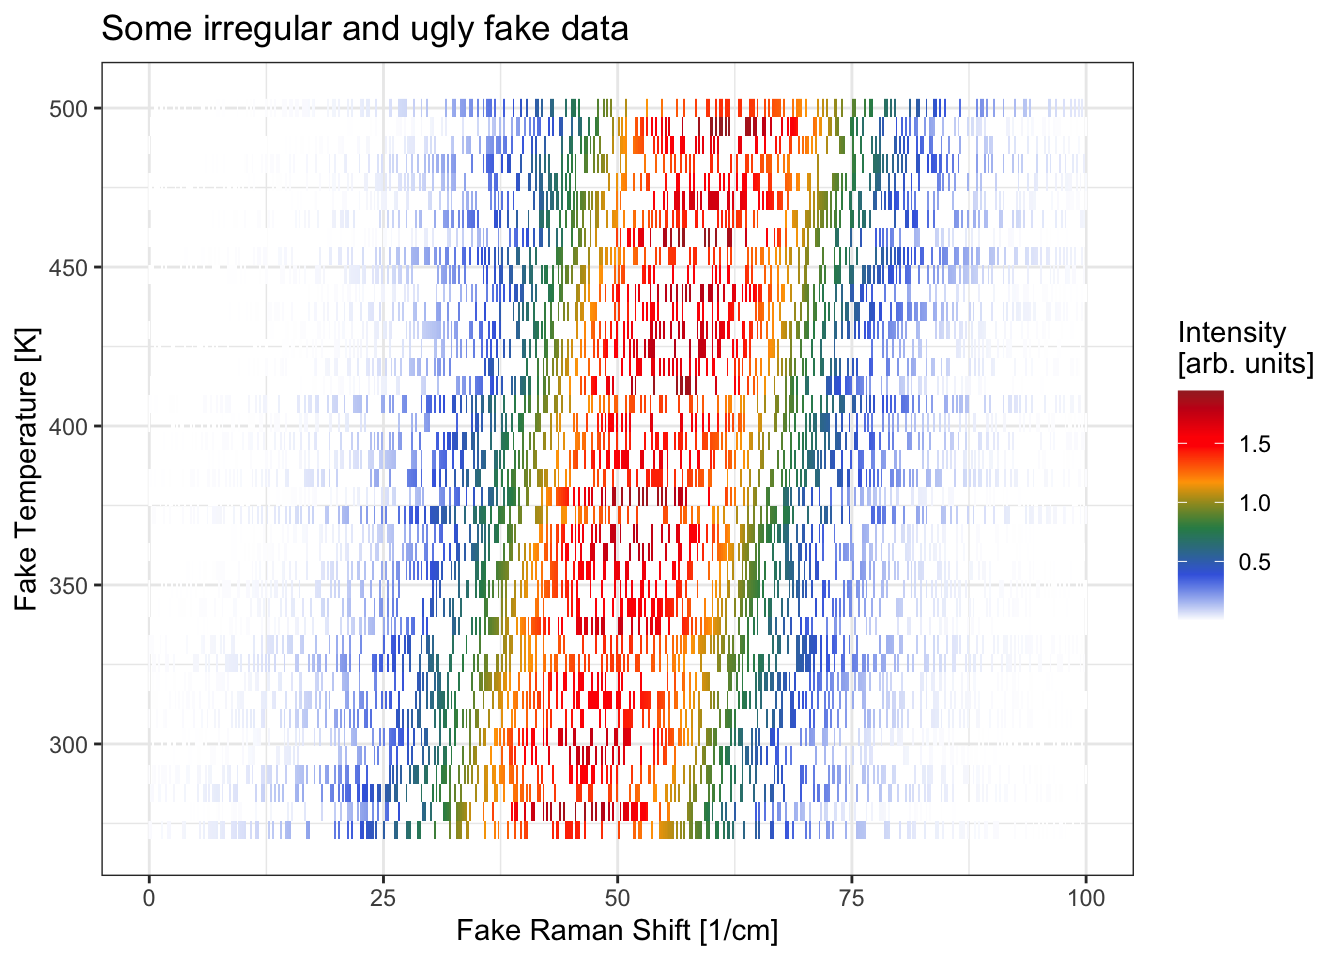 Some irregular and ugly fake data
500
450
400
350
300
Fake Temperature [K]
0
25
50
75
100
Fake Raman Shift [1/cm]
Intensity
[arb. units]
1.5
1.0
0.5